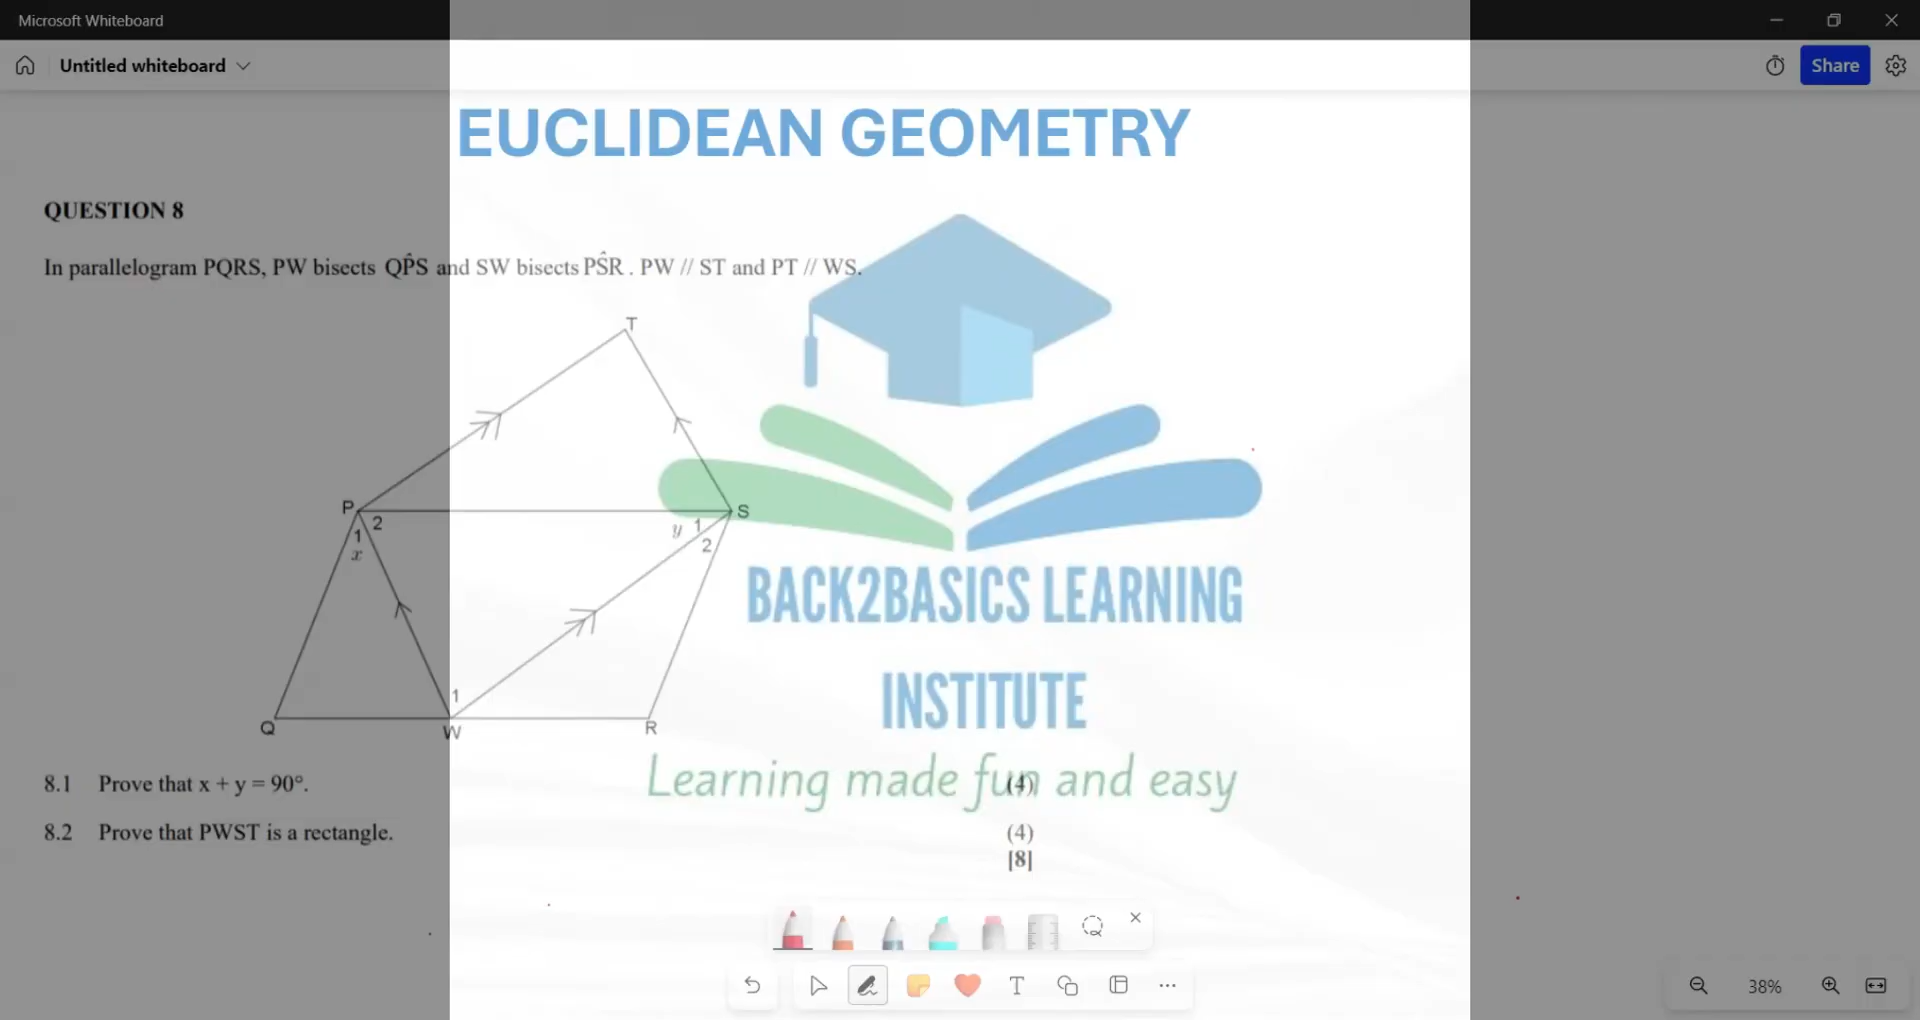 Microsoft Whiteboard
Untitled whiteboard
Share
EUCLIDEAN GEOMETRY
QUESTION 8
In parallelogram PQRS, PW bisects QP̂S and SW bisects PŜR . PW // ST and PT // WS.
T
P
2
S
1
x
y
1
2
1
Q
W
R
BACK2BASICS LEARNING
INSTITUTE
Learning made fun and easy
8.1 Prove that x + y = 90°. (4)
8.2 Prove that PWST is a rectangle. (4)
[8]
38%